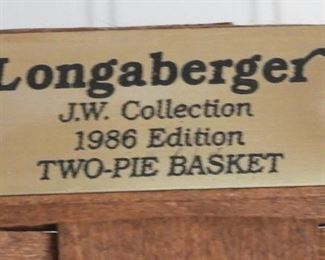 Longaberger
J.W. Collection
1986 Edition
TWO-PIE BASKET